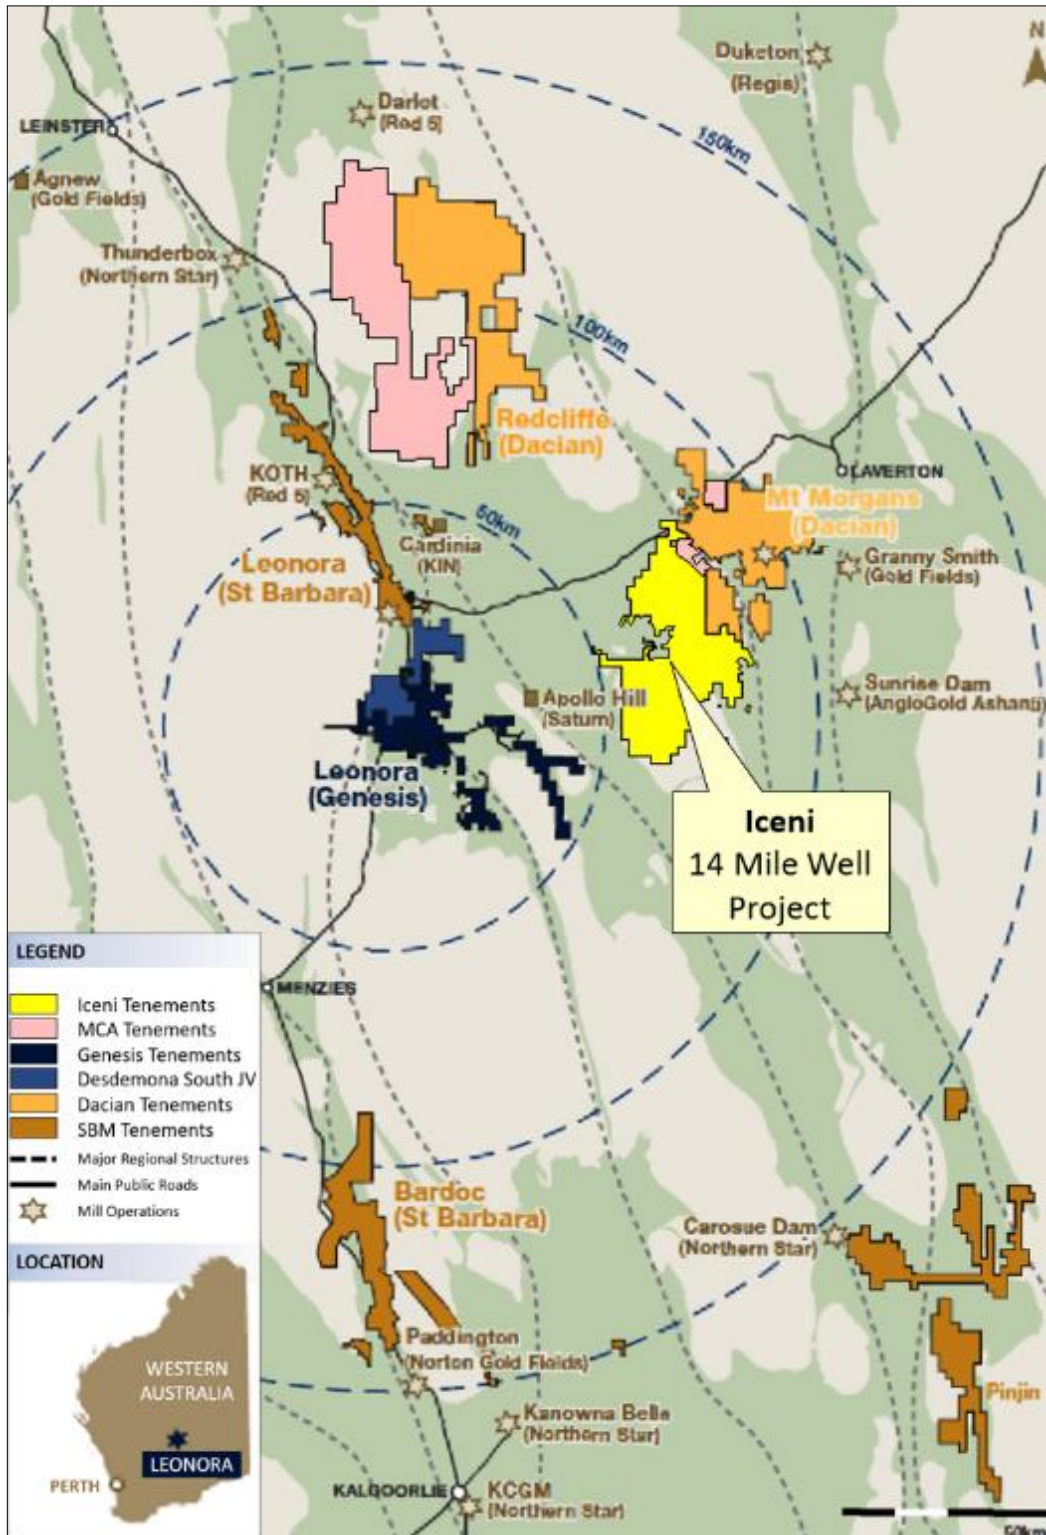 N
Duketon
(Regis)
Darlot
(Red 5)
LEINSTER
150km
Agnew
(Gold Fields)
Thunderbox
(Northern Star)
100km
Redcliffe
(Dacian)
KOTH
(Red 5)
LAVERTON
50km
Mt Morgans
(Dacian)
Cardinia
(KIN)
Leonora
(St Barbara)
Granny Smith
(Gold Fields)
Apollo Hill
(Saturn)
Sunrise Dam
(AngloGold Ashanti)
Leonora
(Genesis)
Iceni
14 Mile Well
Project
LEGEND
MENZIES
Iceni Tenements
MCA Tenements
Genesis Tenements
Desdemona South JV
Dacian Tenements
SBM Tenements
Major Regional Structures
Main Public Roads
Mill Operations
Bardoc
(St Barbara)
Carosue Dam
(Northern Star)
LOCATION
WESTERN
AUSTRALIA
LEONORA
PERTH
Paddington
(Norton Gold Fields)
Pinjin
Kanowna Belle
(Northern Star)
KALGOORLIE
KCGM
(Northern Star)
50km